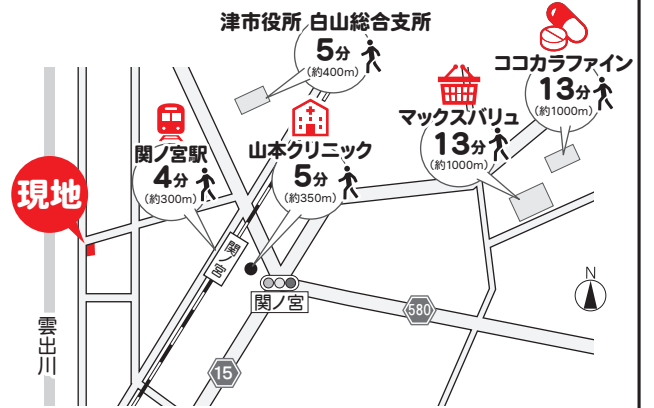 津市役所 白山総合支所
5分
(約400m)
ココカラファイン
13分
(約1000m)
マックスバリュ
13分
(約1000m)
関ノ宮駅
4分
(約300m)
山本クリニック
5分
(約350m)
現地
関ノ宮
関ノ宮
N
580
15
雲出川